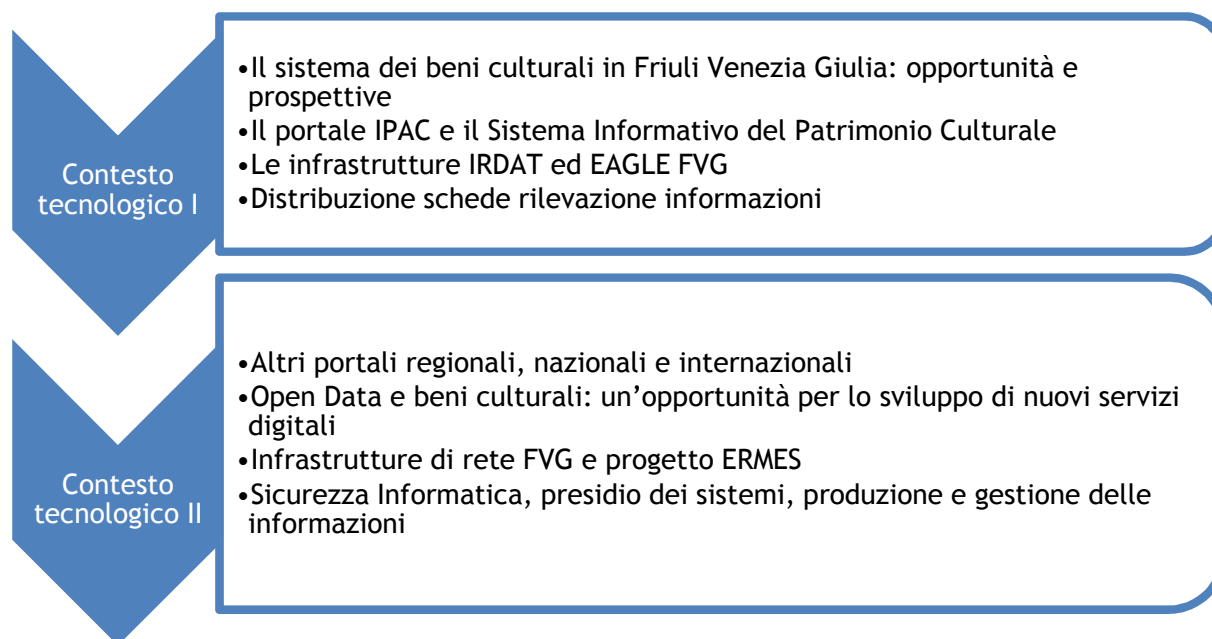 Contesto
tecnologico I
•Il sistema dei beni culturali in Friuli Venezia Giulia: opportunità e
prospettive
•Il portale IPAC e il Sistema Informativo del Patrimonio Culturale
•Le infrastrutture IRDAT ed EAGLE FVG
•Distribuzione schede rilevazione informazioni
Contesto
tecnologico II
•Altri portali regionali, nazionali e internazionali
•Open Data e beni culturali: un’opportunità per lo sviluppo di nuovi servizi
digitali
•Infrastrutture di rete FVG e progetto ERMES
•Sicurezza Informatica, presidio dei sistemi, produzione e gestione delle
informazioni